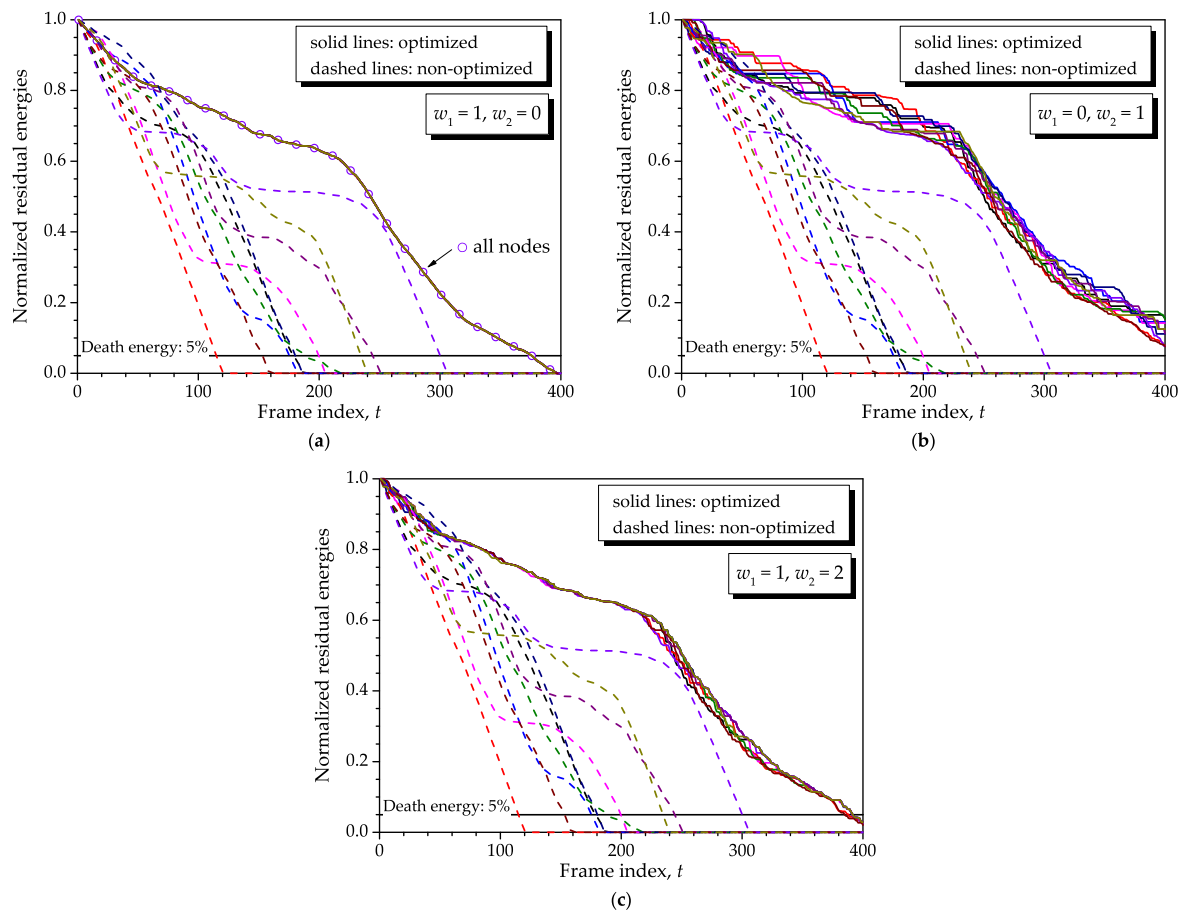 solid lines: optimized
dashed lines: non-optimized
w1 = 1, w2 = 0
all nodes
Death energy: 5%
Normalized residual energies
1.0
0.8
0.6
0.4
0.2
0.0
0
100
200
300
400
Frame index, t
(a)
solid lines: optimized
dashed lines: non-optimized
w1 = 0, w2 = 1
Death energy: 5%
Normalized residual energies
1.0
0.8
0.6
0.4
0.2
0.0
0
100
200
300
400
Frame index, t
(b)
solid lines: optimized
dashed lines: non-optimized
w1 = 1, w2 = 2
Death energy: 5%
Normalized residual energies
1.0
0.8
0.6
0.4
0.2
0.0
0
100
200
300
400
Frame index, t
(c)